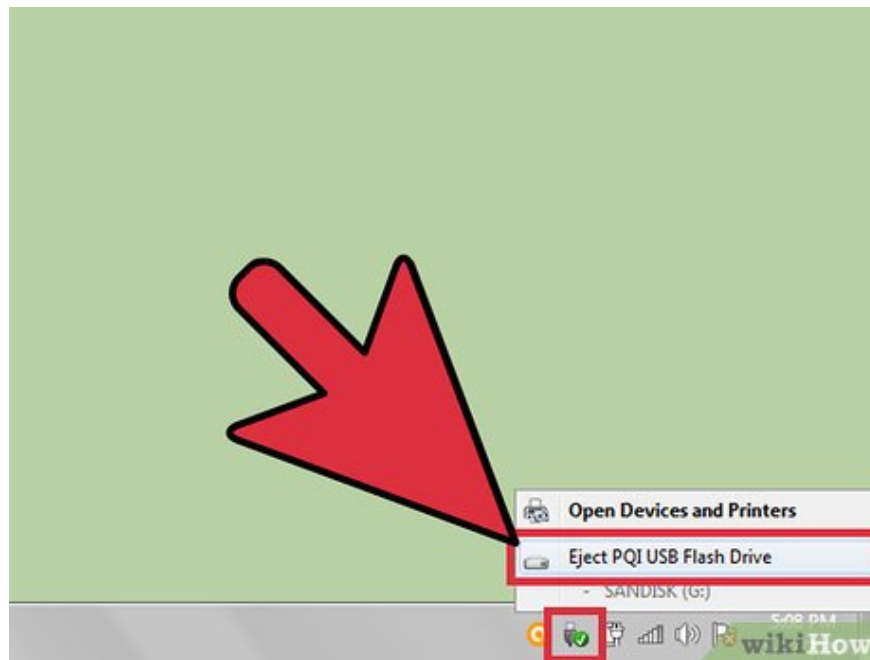 Open Devices and Printers
Eject PQI USB Flash Drive
- SANDISK (G:)
5:08 PM
wikiHow